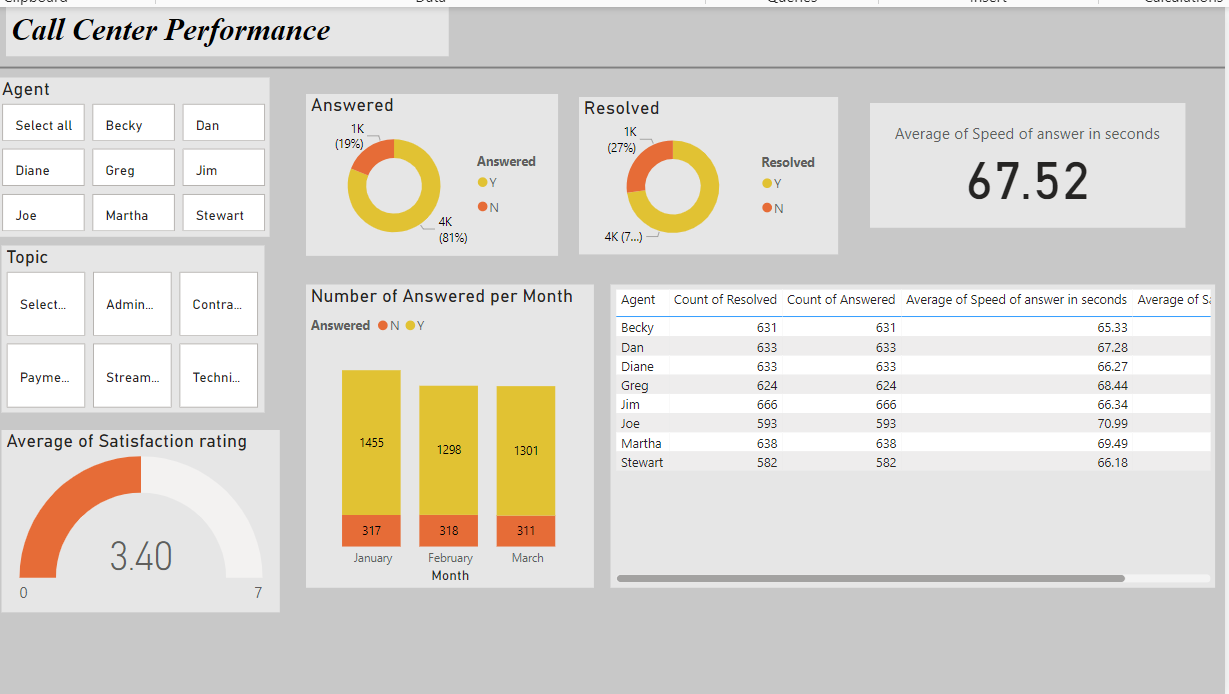 Clipboard Data Queries Insert Calculations
Call Center Performance
Agent
Select all Becky Dan
Diane Greg Jim
Joe Martha Stewart
Topic
Select... Admin... Contra...
Payme... Stream... Techni...
Average of Satisfaction rating
3.40
0 7
Answered
1K
(19%)
4K
(81%)
Answered
Y
N
Resolved
1K
(27%)
4K (7...)
Resolved
Y
N
Average of Speed of answer in seconds
67.52
Number of Answered per Month
Answered N Y
1455 1298 1301
317 318 311
January February March
Month
Agent Count of Resolved Count of Answered Average of Speed of answer in seconds Average of Sa
Becky 631 631 65.33
Dan 633 633 67.28
Diane 633 633 66.27
Greg 624 624 68.44
Jim 666 666 66.34
Joe 593 593 70.99
Martha 638 638 69.49
Stewart 582 582 66.18